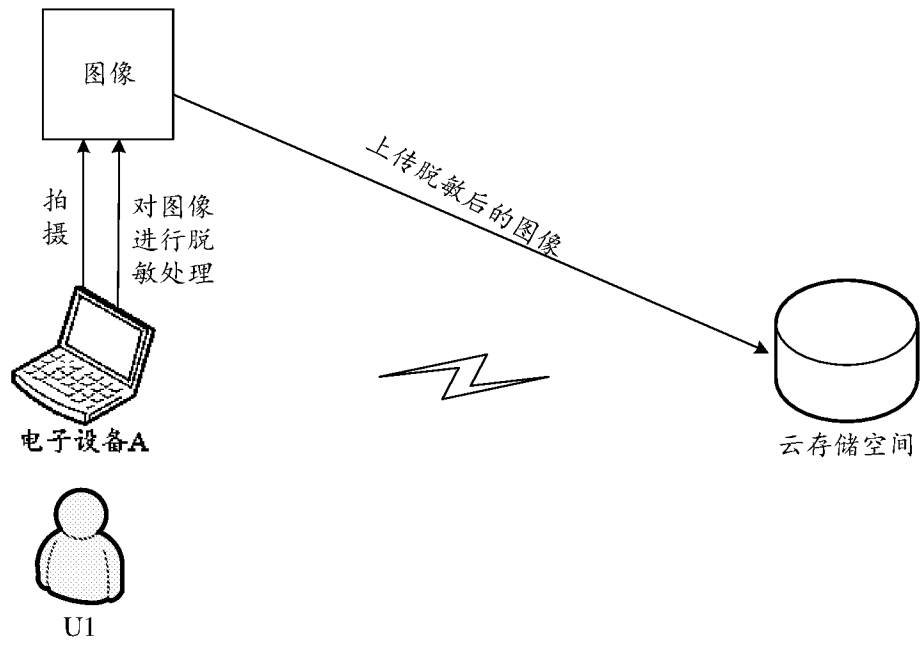 图像
上传脱敏后的图像
拍
摄
对图像
进行脱
敏处理
电子设备A
云存储空间
U1